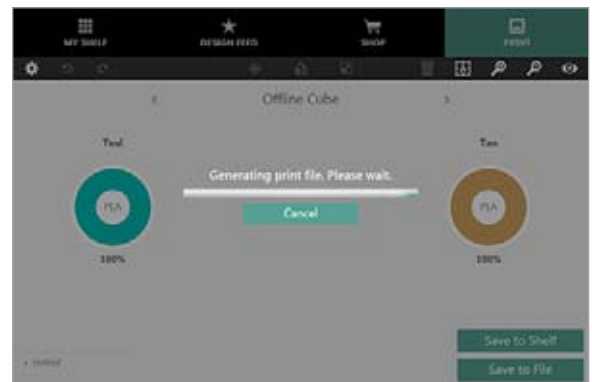 MY SHELF
DESIGN FEED
SHOP
PRINT
Offline Cube
Teal
Tan
Generating print file. Please wait.
PLA
Cancel
PLA
100%
100%
Save to Shelf
Save to File